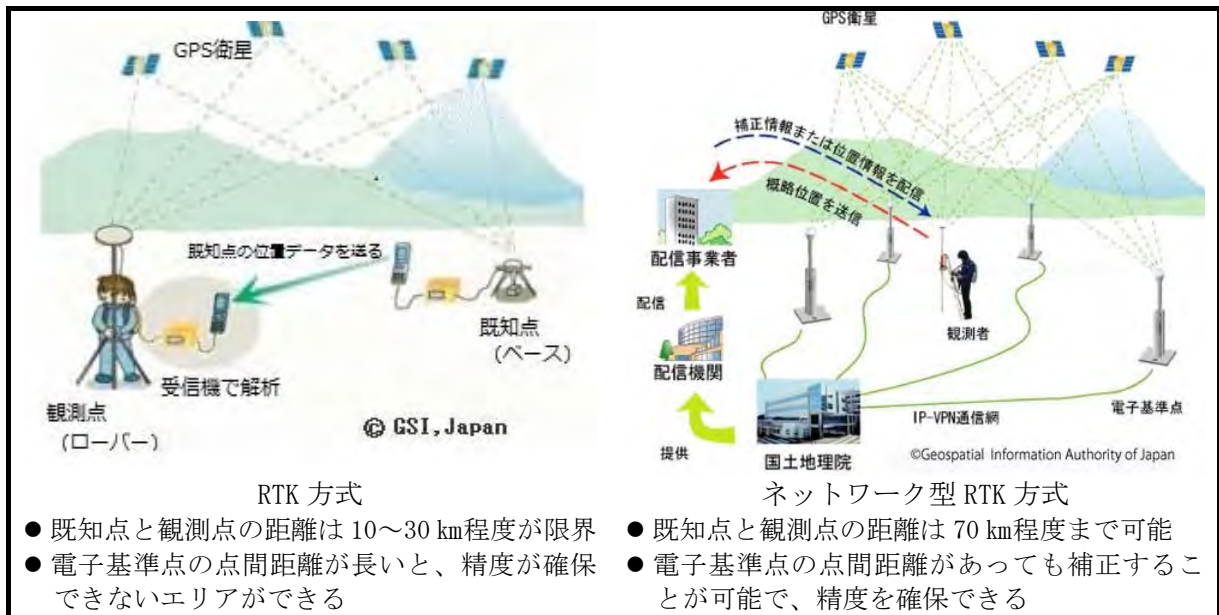 GPS衛星
既知点の位置データを送る
既知点
(ベース)
受信機で解析
観測点
(ローバー)
© GSI,Japan
RTK 方式
● 既知点と観測点の距離は 10～30 ㎞程度が限界
● 電子基準点の点間距離が長いと、精度が確保
できないエリアができる
GPS衛星
補正情報または位置情報を配信
概略位置を送信
配信事業者
配信
観測者
配信機関
電子基準点
IP-VPN通信網
提供
国土地理院
©Geospatial Information Authority of Japan
ネットワーク型 RTK 方式
● 既知点と観測点の距離は 70 ㎞程度まで可能
● 電子基準点の点間距離があっても補正するこ
とが可能で、精度を確保できる